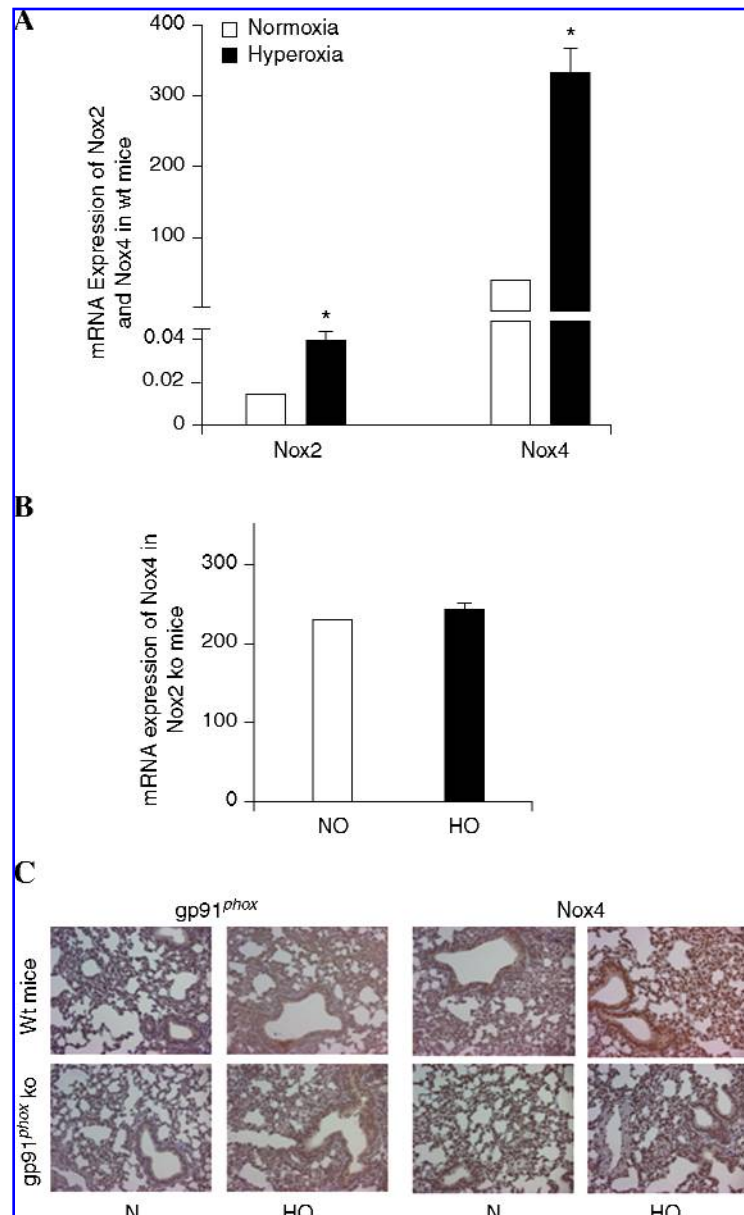 A
400
300
200
100
0.04
0.02
0
mRNA Expression of Nox2
and Nox4 in wt mice
Normoxia
Hyperoxia
*
*
Nox2
Nox4
B
300
200
100
0
mRNA expression of Nox4 in
Nox2 ko mice
NO
HO
C
gp91phox
Nox4
Wt mice
gp91phox ko
N
HO
N
HO